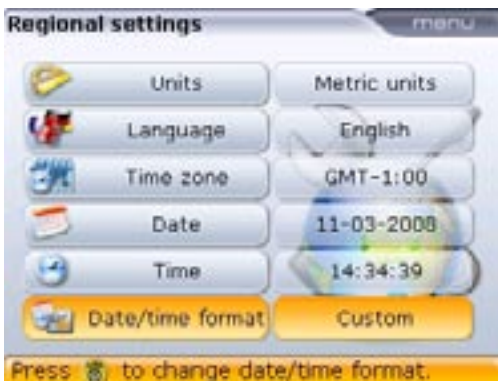 Regional settings menu
Units Metric units
Language English
Time zone GMT-1:00
Date 11-03-2008
Time 14:34:39
Date/time format Custom
Press to change date/time format.